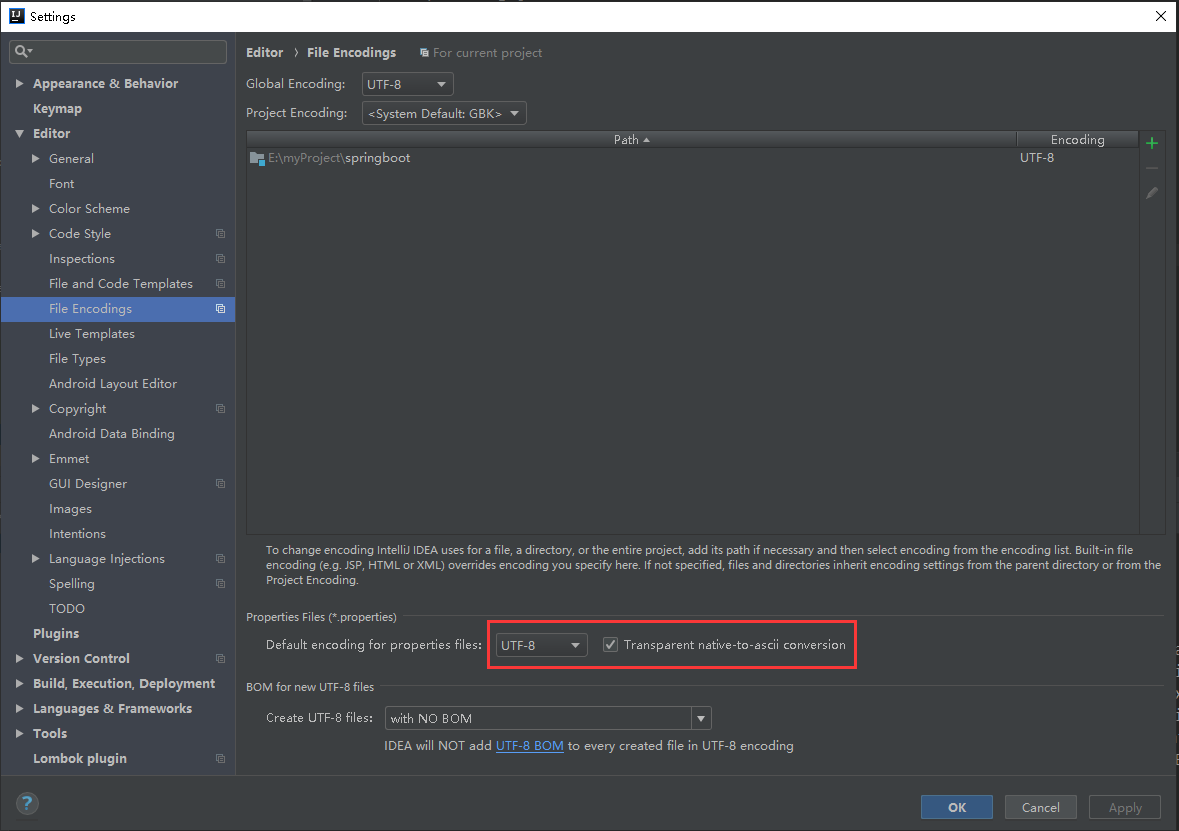 Settings
Appearance & Behavior
Keymap
Editor
General
Font
Color Scheme
Code Style
Inspections
File and Code Templates
File Encodings
Live Templates
File Types
Android Layout Editor
Copyright
Android Data Binding
Emmet
GUI Designer
Images
Intentions
Language Injections
Spelling
TODO
Plugins
Version Control
Build, Execution, Deployment
Languages & Frameworks
Tools
Lombok plugin
Editor › File Encodings For current project
Global Encoding: UTF-8
Project Encoding: <System Default: GBK>
Path Encoding
E:\myProject\springboot UTF-8
To change encoding IntelliJ IDEA uses for a file, a directory, or the entire project, add its path if necessary and then select encoding from the encoding list. Built-in file
encoding (e.g. JSP, HTML or XML) overrides encoding you specify here. If not specified, files and directories inherit encoding settings from the parent directory or from the
Project Encoding.
Properties Files (*.properties)
Default encoding for properties files: UTF-8 Transparent native-to-ascii conversion
BOM for new UTF-8 files
Create UTF-8 files: with NO BOM
IDEA will NOT add UTF-8 BOM to every created file in UTF-8 encoding
?
OK Cancel Apply